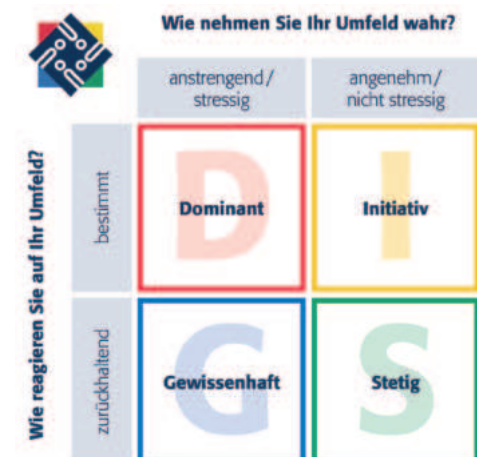 Wie nehmen Sie Ihr Umfeld wahr?
anstrengend/
stressig
angenehm/
nicht stressig
Wie reagieren Sie auf Ihr Umfeld?
bestimmt
D
Dominant
I
Initiativ
zurückhaltend
G
Gewissenhaft
S
Stetig